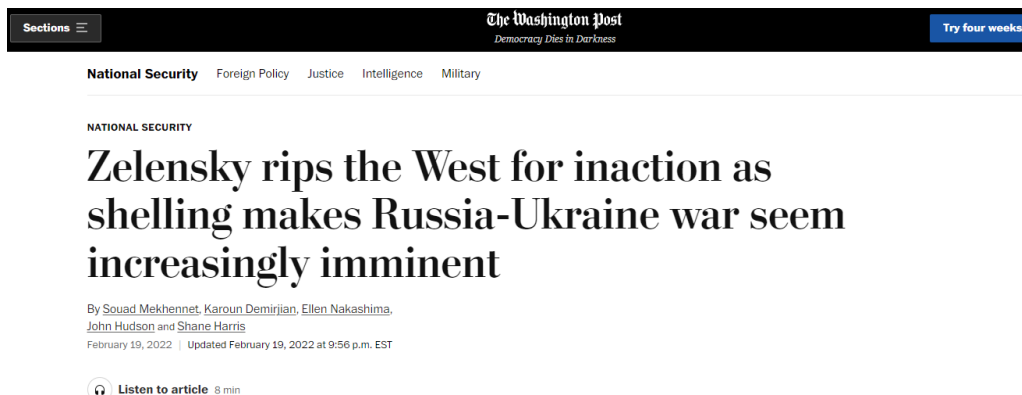 Sections
The Washington Post
Democracy Dies in Darkness
Try four weeks
National Security Foreign Policy Justice Intelligence Military
NATIONAL SECURITY
Zelensky rips the West for inaction as
shelling makes Russia-Ukraine war seem
increasingly imminent
By Souad Mekhennet, Karoun Demirjian, Ellen Nakashima,
John Hudson and Shane Harris
February 19, 2022 | Updated February 19, 2022 at 9:56 p.m. EST
Listen to article 8 min